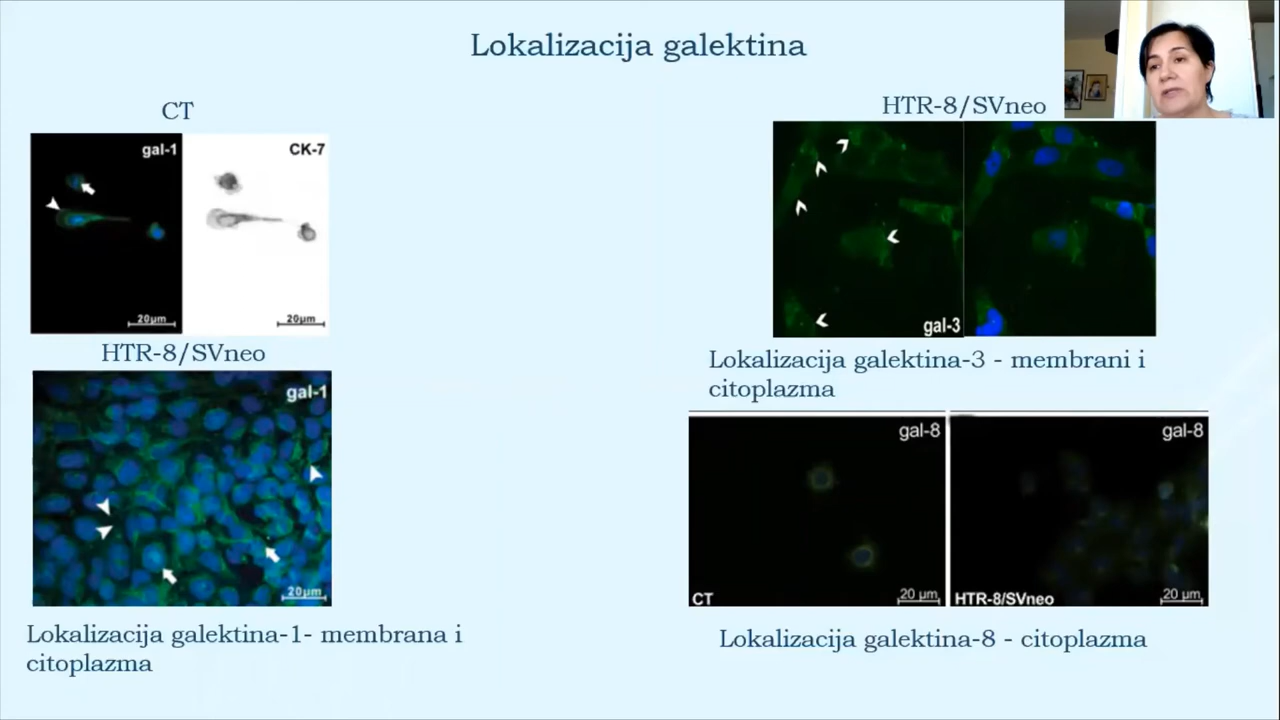 Lokalizacija galektina
CT
gal-1
CK-7
20µm
20µm
HTR-8/SVneo
gal-1
20µm
Lokalizacija galektina-1- membrana i
citoplazma
HTR-8/SVneo
gal-3
Lokalizacija galektina-3 - membrani i
citoplazma
gal-8
gal-8
CT
20 µm
HTR-8/SVneo
20 µm
Lokalizacija galektina-8 - citoplazma